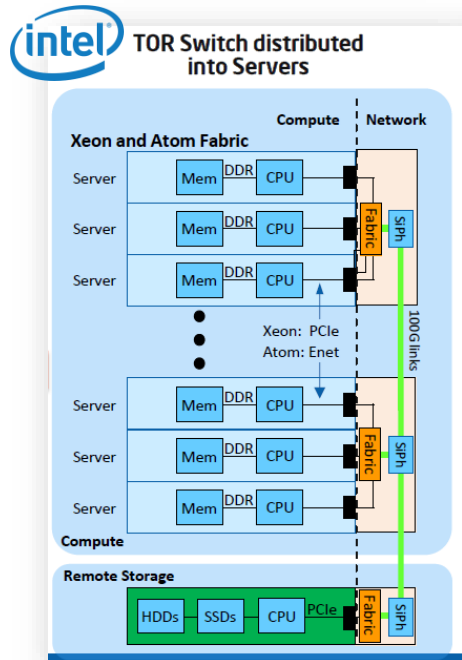 intel
TOR Switch distributed
into Servers
Compute
Network
Xeon and Atom Fabric
Server
Mem
DDR
CPU
Server
Mem
DDR
CPU
Fabric
SiPh
Server
Mem
DDR
CPU
Xeon: PCIe
Atom: Enet
100G links
Server
Mem
DDR
CPU
Server
Mem
DDR
CPU
Fabric
SiPh
Server
Mem
DDR
CPU
Compute
Remote Storage
HDDs
SSDs
CPU
PCIe
Fabric
SiPh